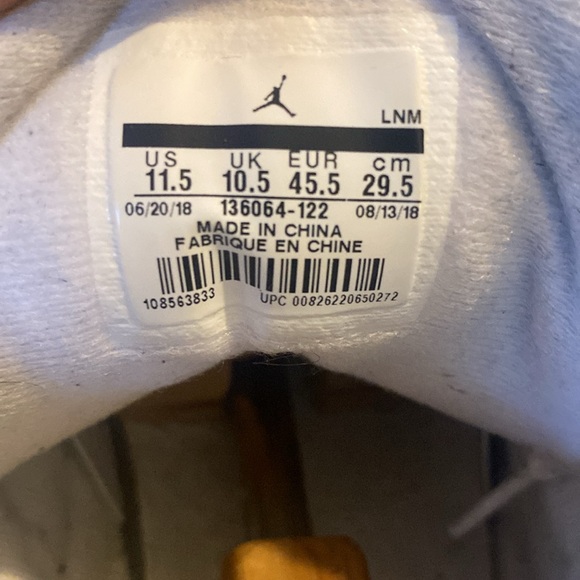 LNM
US UK EUR cm
11.5 10.5 45.5 29.5
06/20/18 136064-122 08/13/18
MADE IN CHINA
FABRIQUE EN CHINE
108563833 UPC 00826220650272